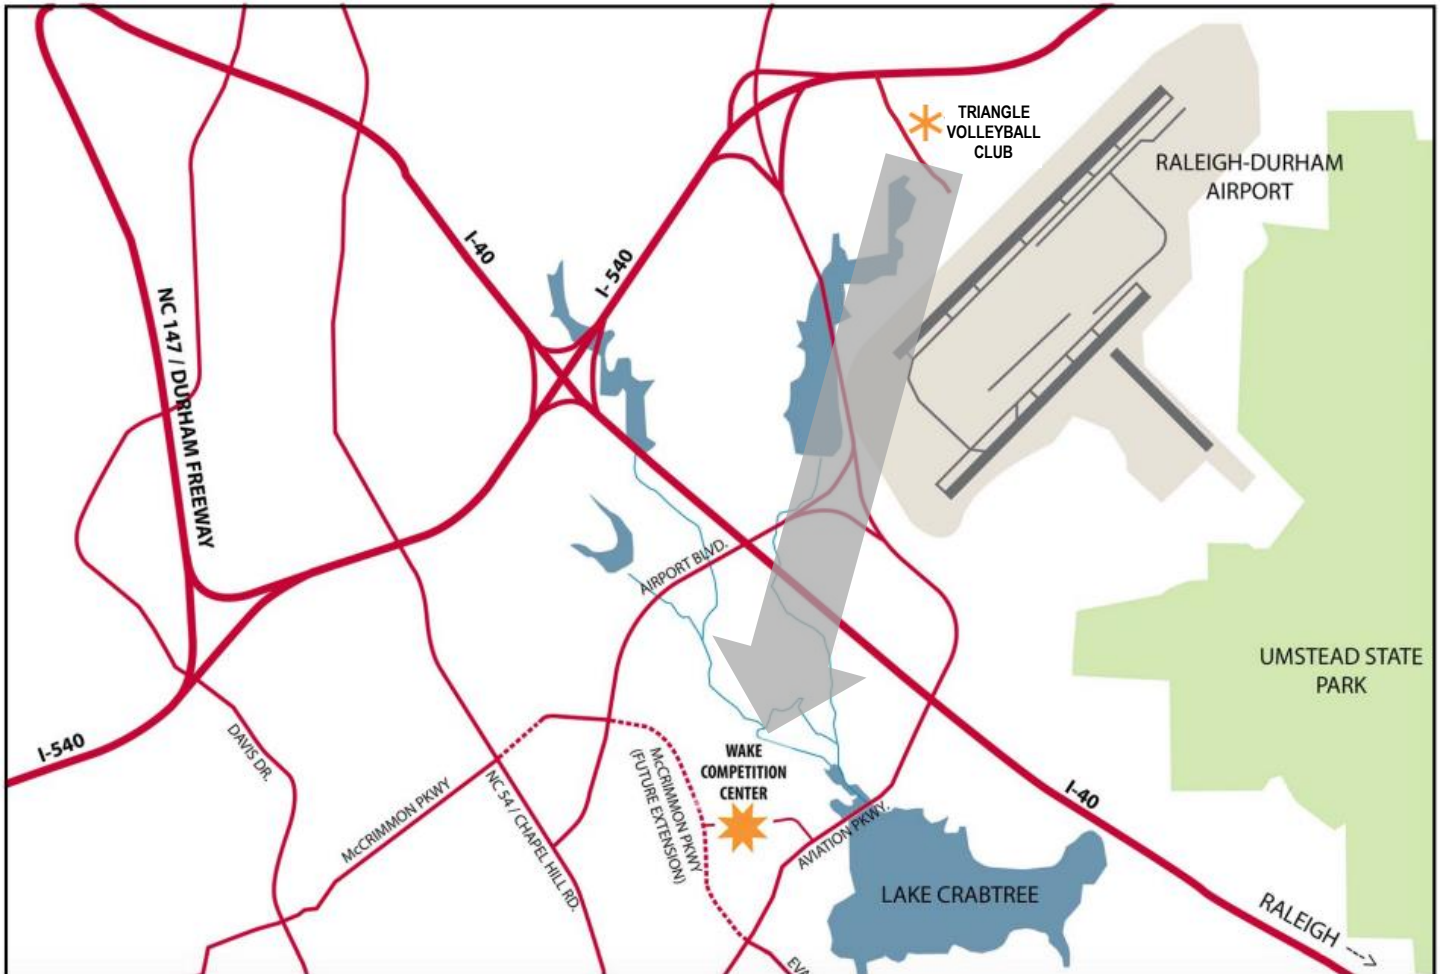 TRIANGLE
VOLLEYBALL
CLUB
RALEIGH-DURHAM
AIRPORT
I-40
I- 540
NC 147 / DURHAM FREEWAY
AIRPORT BLVD.
UMSTEAD STATE
PARK
I-540
DAVIS DR.
McCRIMMON PKWY
NC 54 / CHAPEL HILL RD.
McCRIMMON PKWY
(FUTURE EXTENSION)
WAKE
COMPETITION
CENTER
AVIATION PKWY.
I-40
LAKE CRABTREE
RALEIGH --->